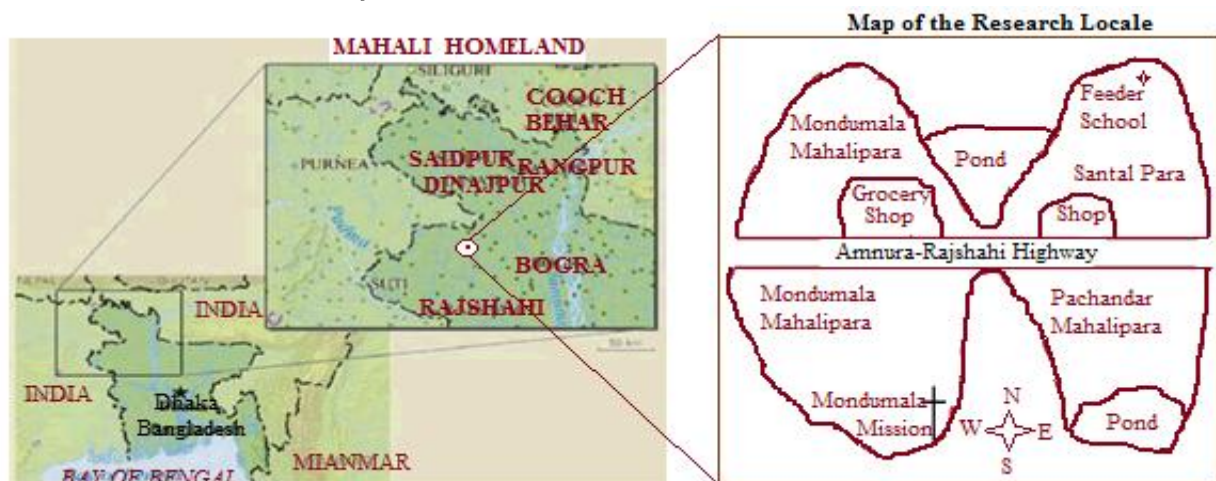 Map of the Research Locale
MAHALI HOMELAND
SILIGURI
COOCH
BEHAR
PURNEA
SAIDPUR
RANGPUR
DINAJPUR
BOGRA
SUTI
RAJSHAHI
NEPAL
INDIA
INDIA
Dhaka
Bangladesh
MIANMAR
BAY OF BENGAL
Feeder
School
Mondumala
Mahalipara
Pond
Santal Para
Grocery
Shop
Shop
Amnura-Rajshahi Highway
Mondumala
Mahalipara
Pachandar
Mahalipara
Mondumala
Mission
N
W
E
S
Pond